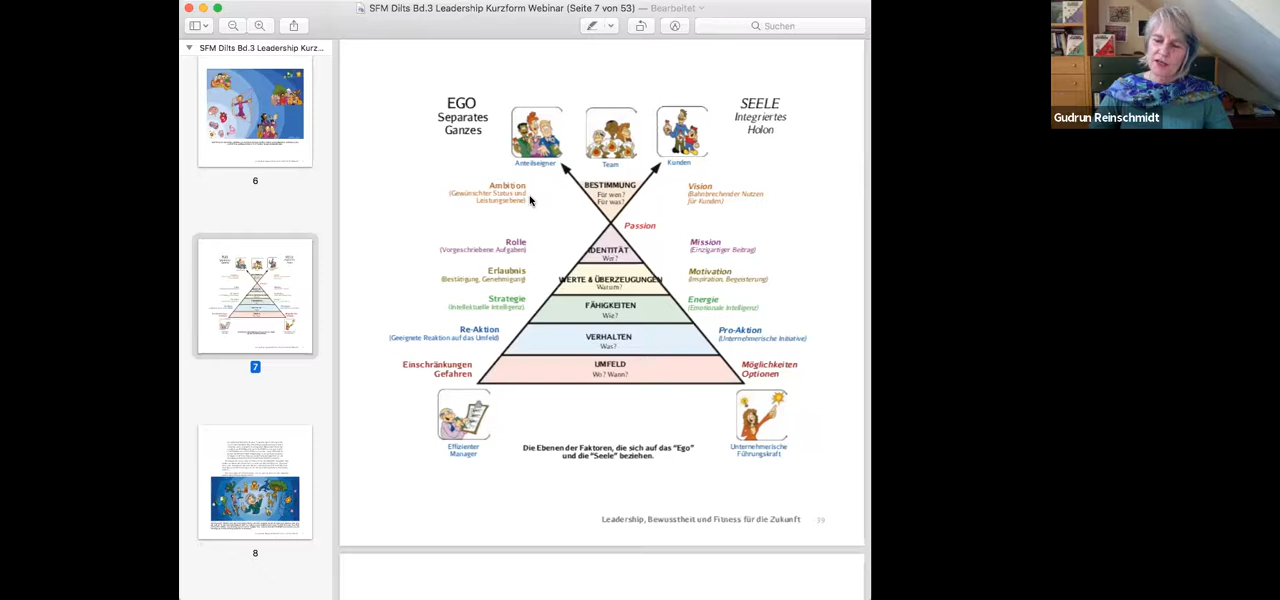 SFM Dilts Bd.3 Leadership Kurzform Webinar (Seite 7 von 53) — Bearbeitet
Suchen
SFM Dilts Bd.3 Leadership Kurz...
6
7
8
EGO
Separates
Ganzes
SEELE
Integriertes
Holon
Anteilseigner
Team
Kunden
Ambition
(Gewünschter Status und
Leistungsebene)
BESTIMMUNG
Für wen?
Für was?
Vision
(Bahnbrechender Nutzen
für Kunden)
Passion
Rolle
(Vorgeschriebene Aufgaben)
IDENTITÄT
Wer?
Mission
(Einzigartiger Beitrag)
Erlaubnis
(Bestätigung, Genehmigung)
WERTE & ÜBERZEUGUNGEN
Warum?
Motivation
(Inspiration, Begeisterung)
Strategie
(Intellektuelle Intelligenz)
FÄHIGKEITEN
Wie?
Energie
(Emotionale Intelligenz)
Re-Aktion
(Geeignete Reaktion auf das Umfeld)
VERHALTEN
Was?
Pro-Aktion
(Unternehmerische Initiative)
Einschränkungen
Gefahren
UMFELD
Wo? Wann?
Möglichkeiten
Optionen
Effizienter
Manager
Die Ebenen der Faktoren, die sich auf das "Ego"
und die "Seele" beziehen.
Unternehmerische
Führungskraft
Leadership, Bewusstheit und Fitness für die Zukunft 39
Gudrun Reinschmidt